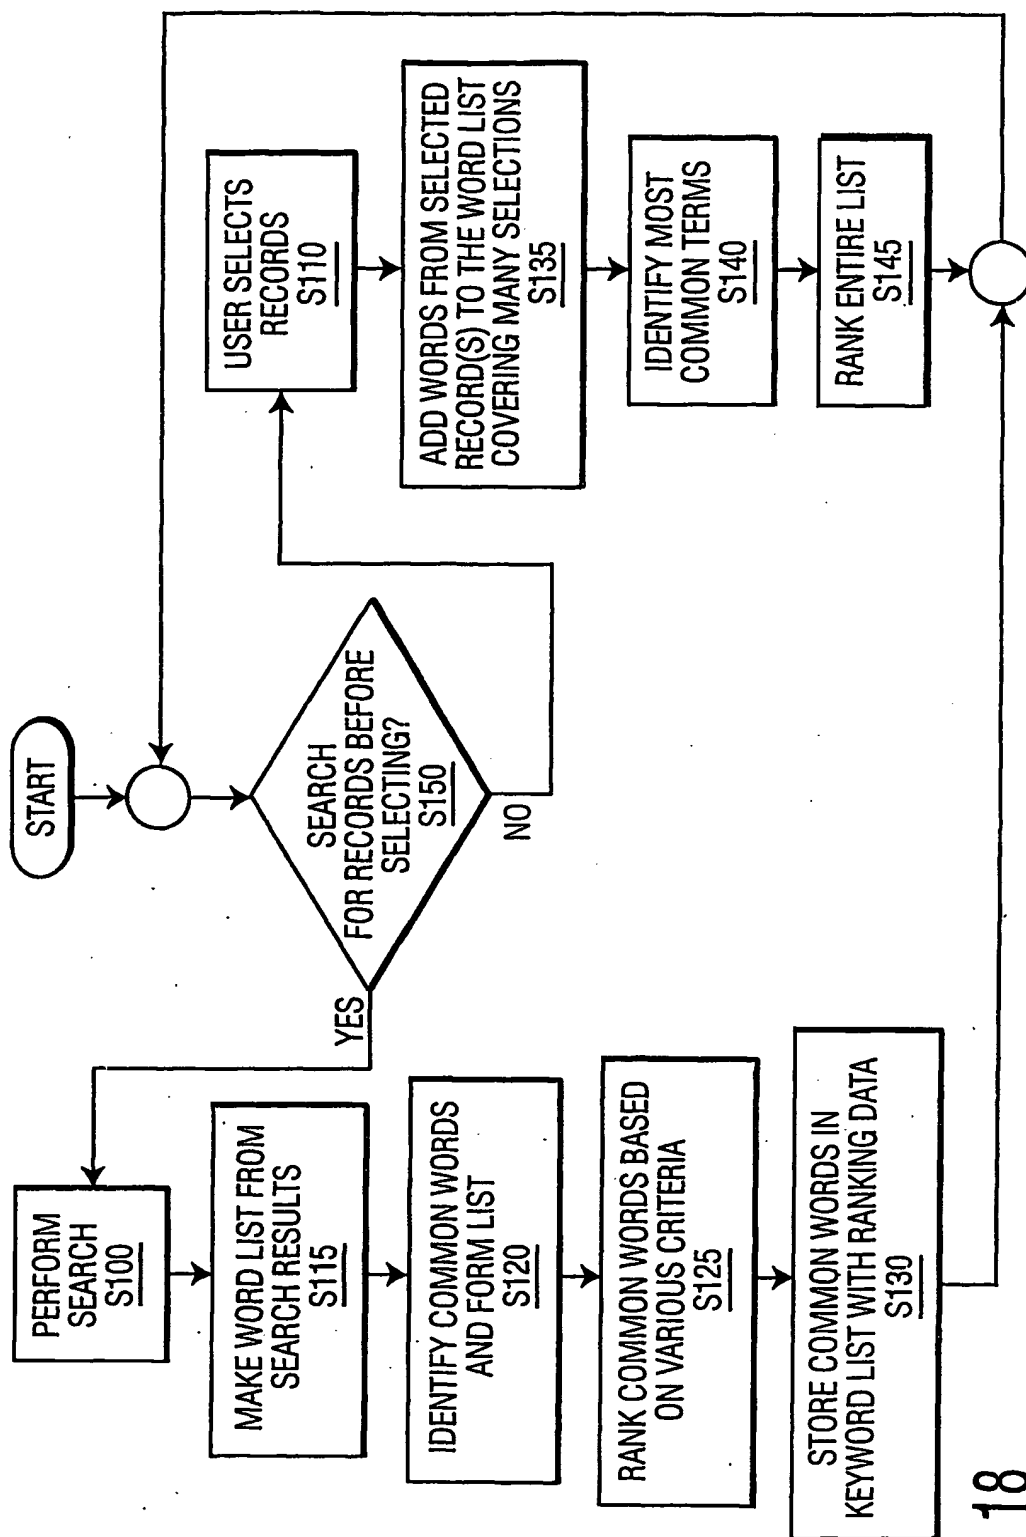 START
SEARCH
FOR RECORDS BEFORE
SELECTING?
S150
YES
NO
PERFORM
SEARCH
S100
MAKE WORD LIST FROM
SEARCH RESULTS
S115
IDENTIFY COMMON WORDS
AND FORM LIST
S120
RANK COMMON WORDS BASED
ON VARIOUS CRITERIA
S125
STORE COMMON WORDS IN
KEYWORD LIST WITH RANKING DATA
S130
USER SELECTS
RECORDS
S110
ADD WORDS FROM SELECTED
RECORD(S) TO THE WORD LIST
COVERING MANY SELECTIONS
S135
IDENTIFY MOST
COMMON TERMS
S140
RANK ENTIRE LIST
S145
18